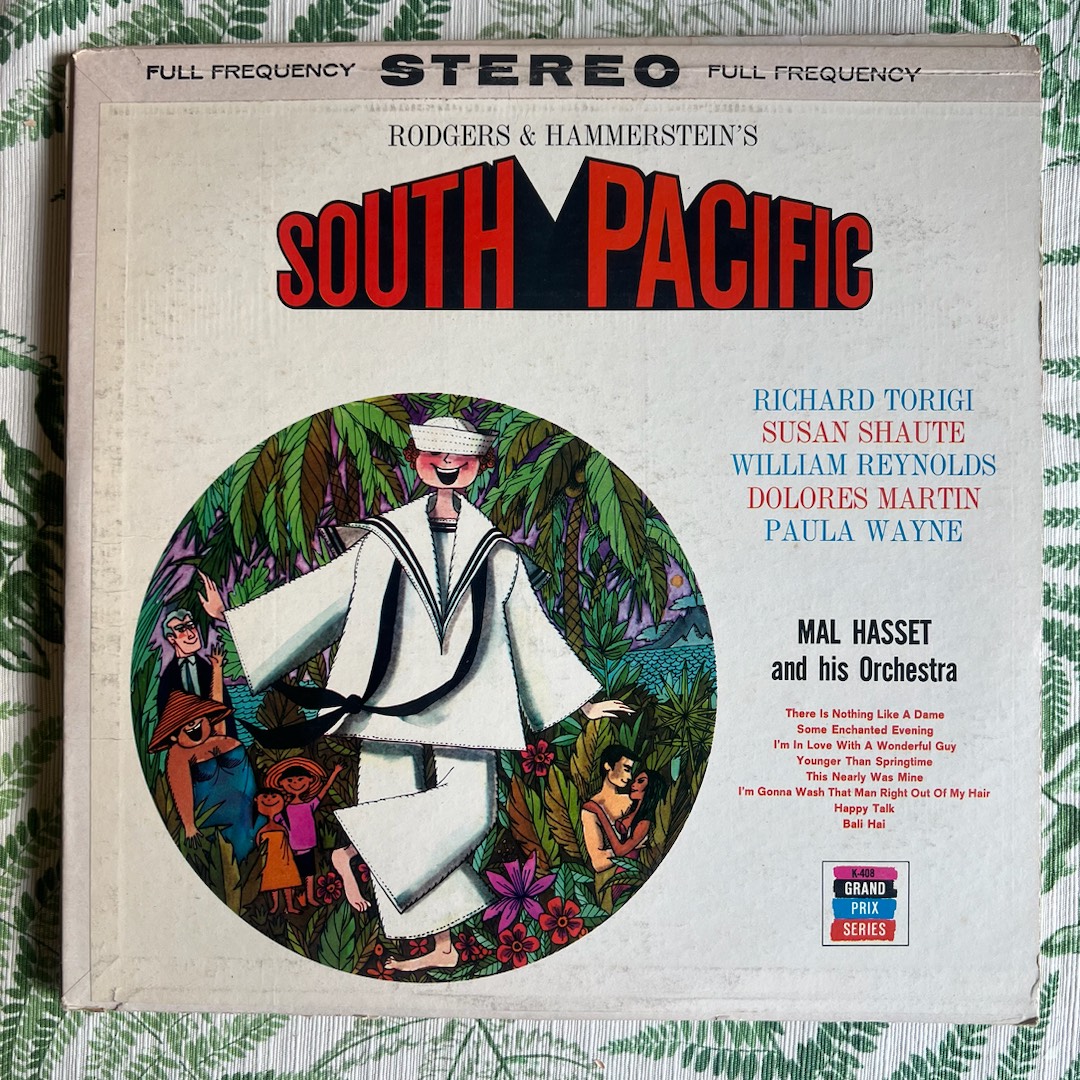 FULL FREQUENCY STEREO FULL FREQUENCY
RODGERS & HAMMERSTEIN'S
SOUTH PACIFIC
RICHARD TORIGI
SUSAN SHAUTE
WILLIAM REYNOLDS
DOLORES MARTIN
PAULA WAYNE
MAL HASSET
and his Orchestra
There Is Nothing Like A Dame
Some Enchanted Evening
I'm In Love With A Wonderful Guy
Younger Than Springtime
This Nearly Was Mine
I'm Gonna Wash That Man Right Out Of My Hair
Happy Talk
Bali Hai
K-408
GRAND
PRIX
SERIES